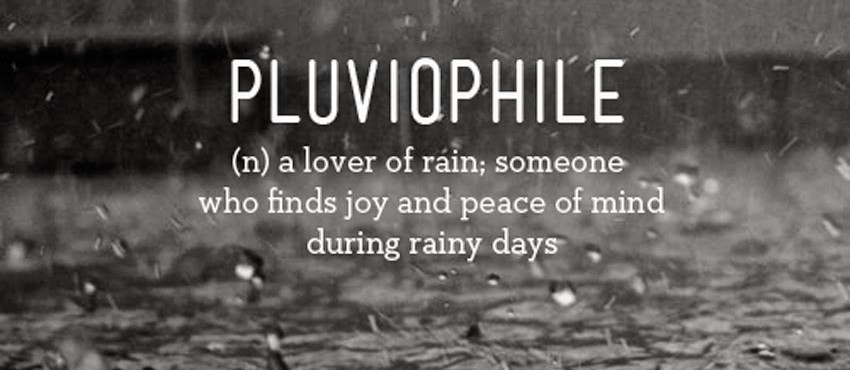 PLUVIOPHILE
(n) a lover of rain; someone
who finds joy and peace of mind
during rainy days